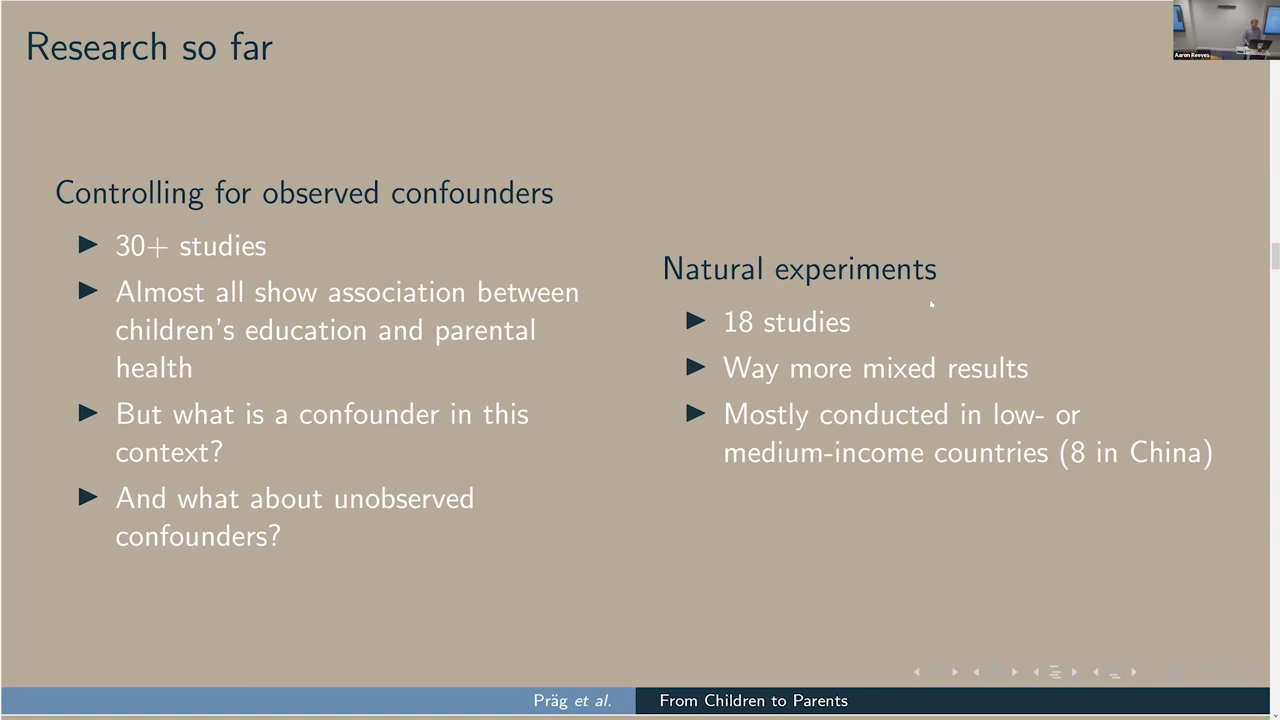 Research so far
Aaron Reeves
Controlling for observed confounders
30+ studies
Almost all show association between
children's education and parental
health
But what is a confounder in this
context?
And what about unobserved
confounders?
Natural experiments
18 studies
Way more mixed results
Mostly conducted in low- or
medium-income countries (8 in China)
Präg et al.
From Children to Parents